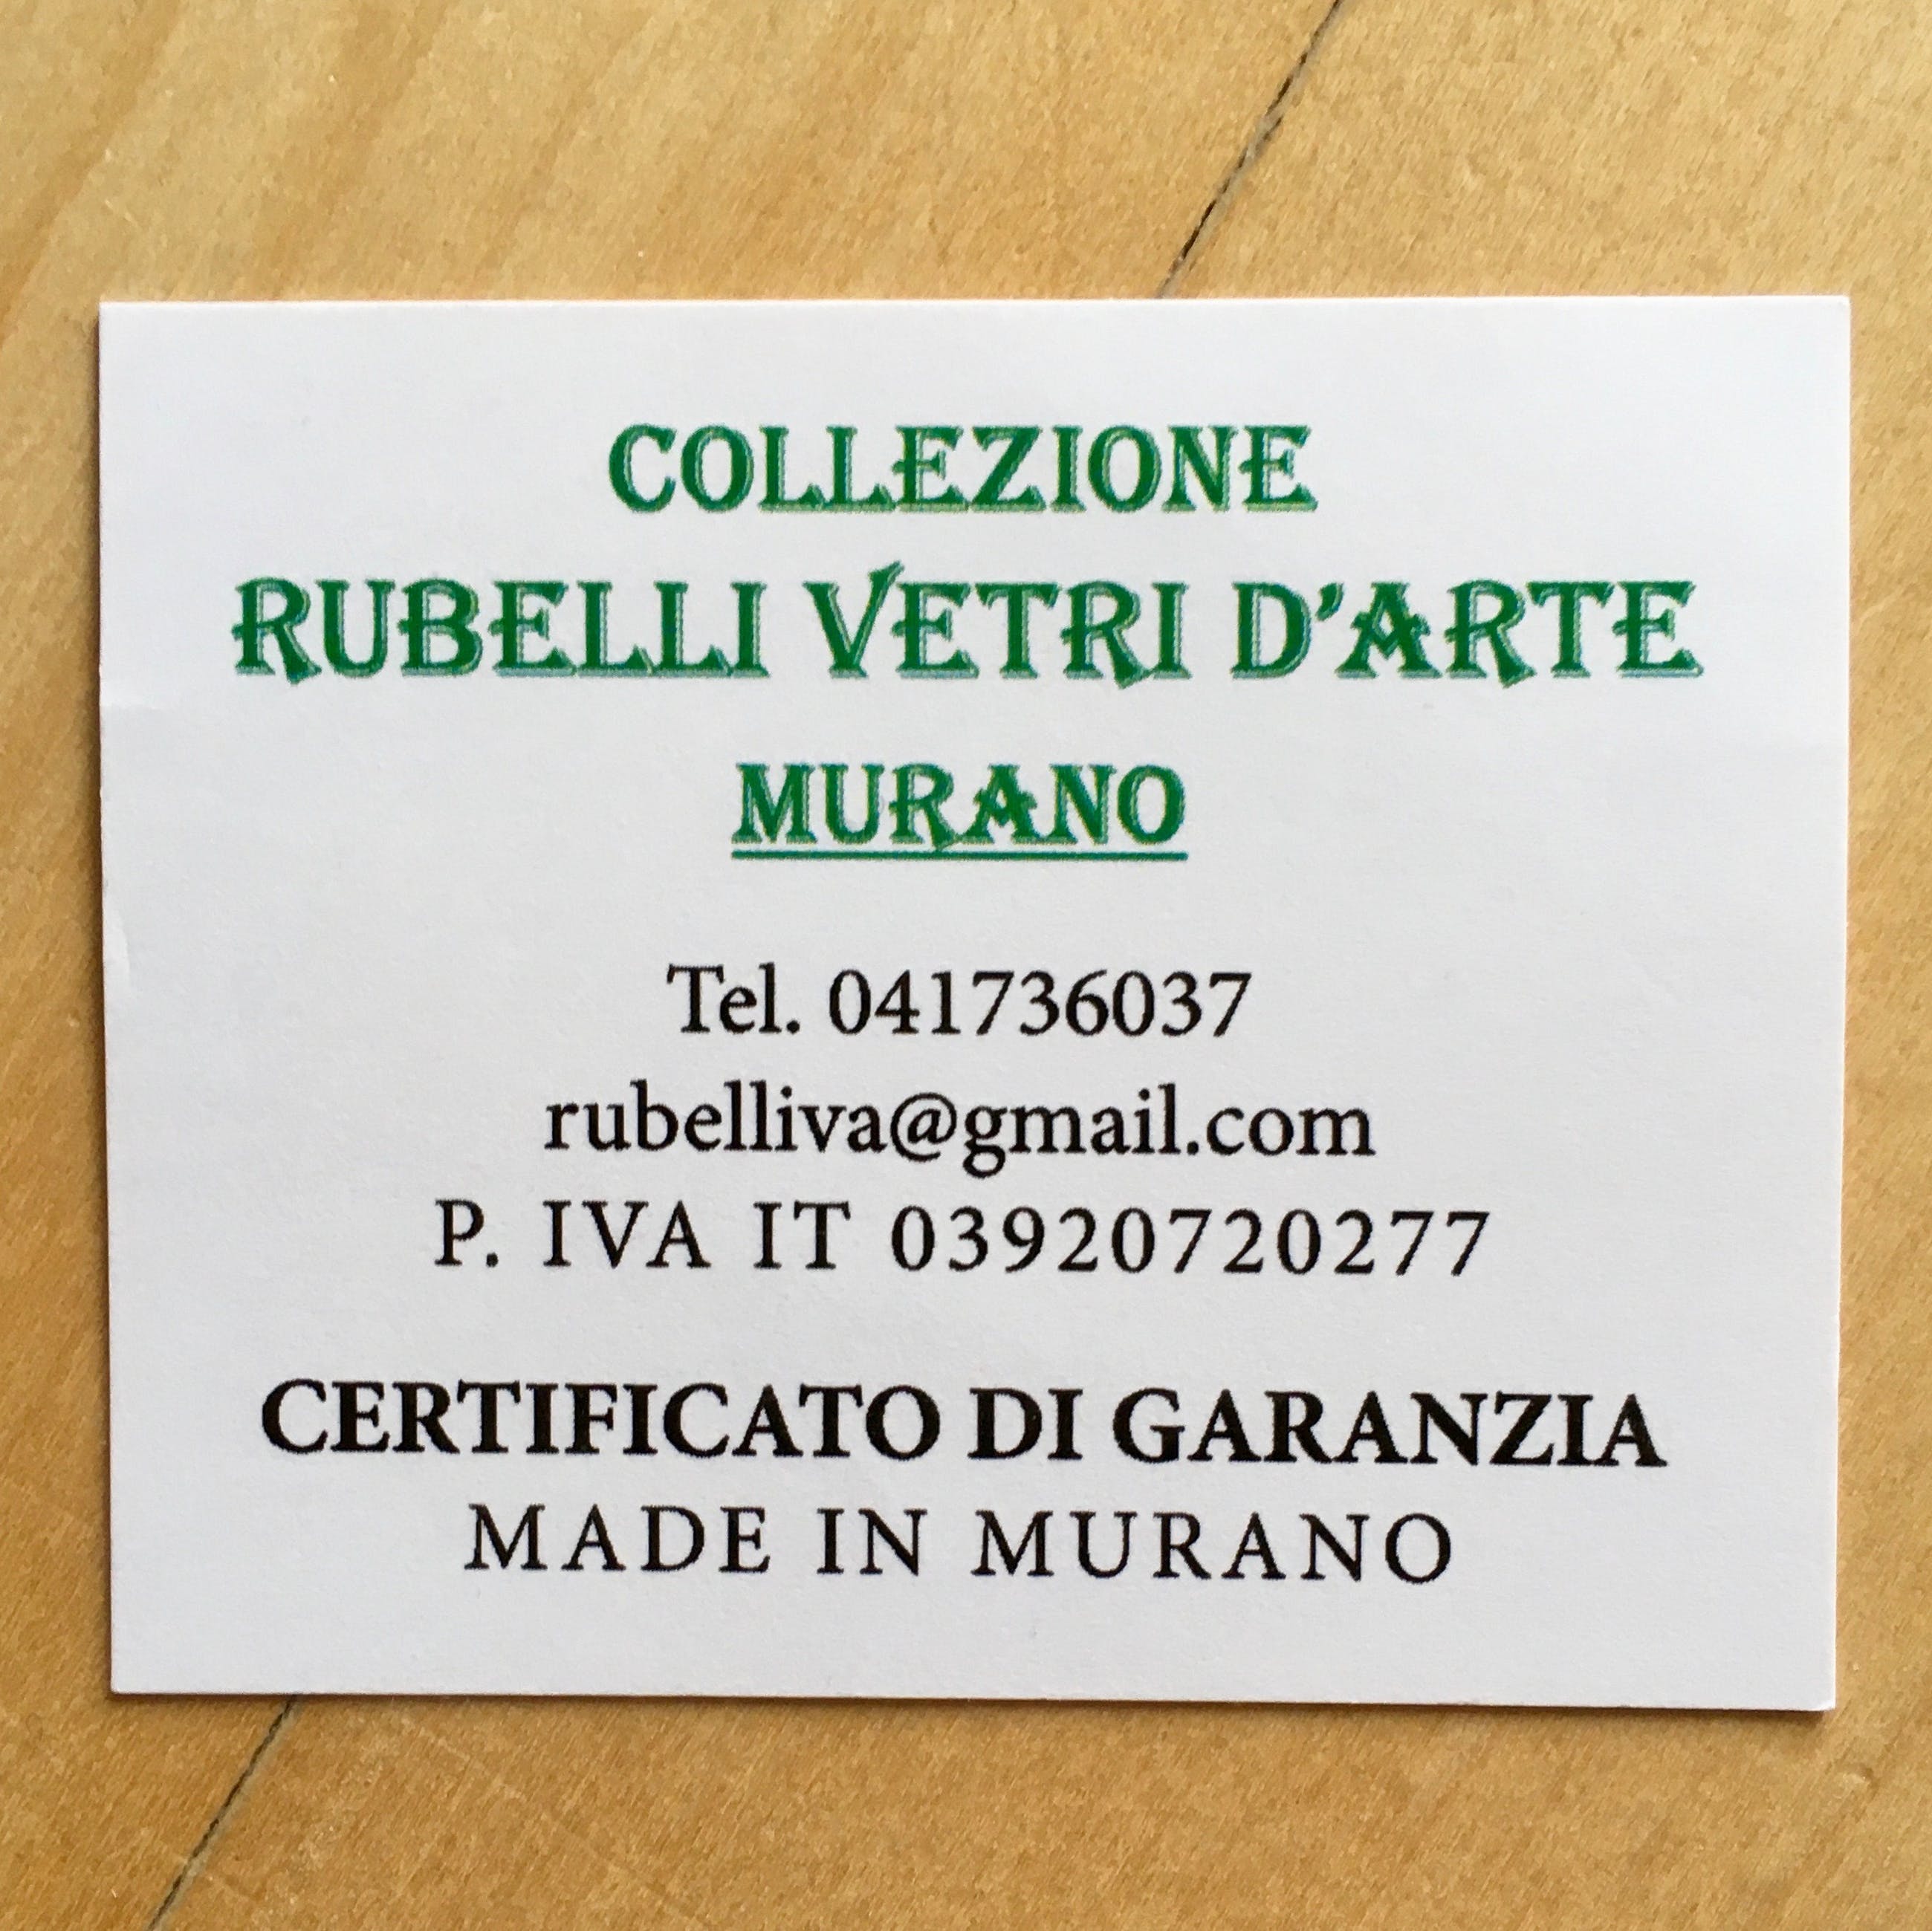 COLLEZIONE
RUBELLI VETRI D'ARTE
MURANO
Tel. 041736037
rubelliva@gmail.com
P. IVA IT 03920720277
CERTIFICATO DI GARANZIA
MADE IN MURANO